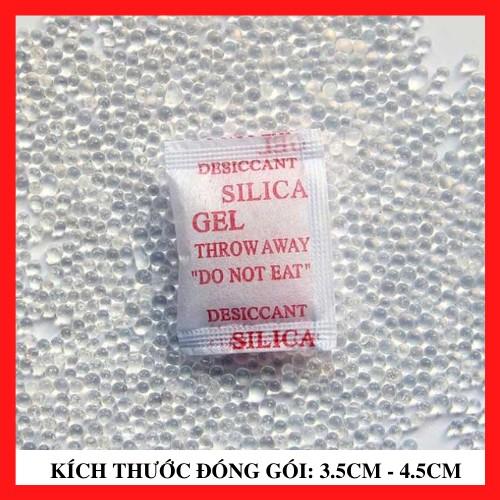 DESICCANT
SILICA
GEL
THROW AWAY
"DO NOT EAT"
DESICCANT
SILICA
KÍCH THƯỚC ĐÓNG GÓI: 3.5CM - 4.5CM